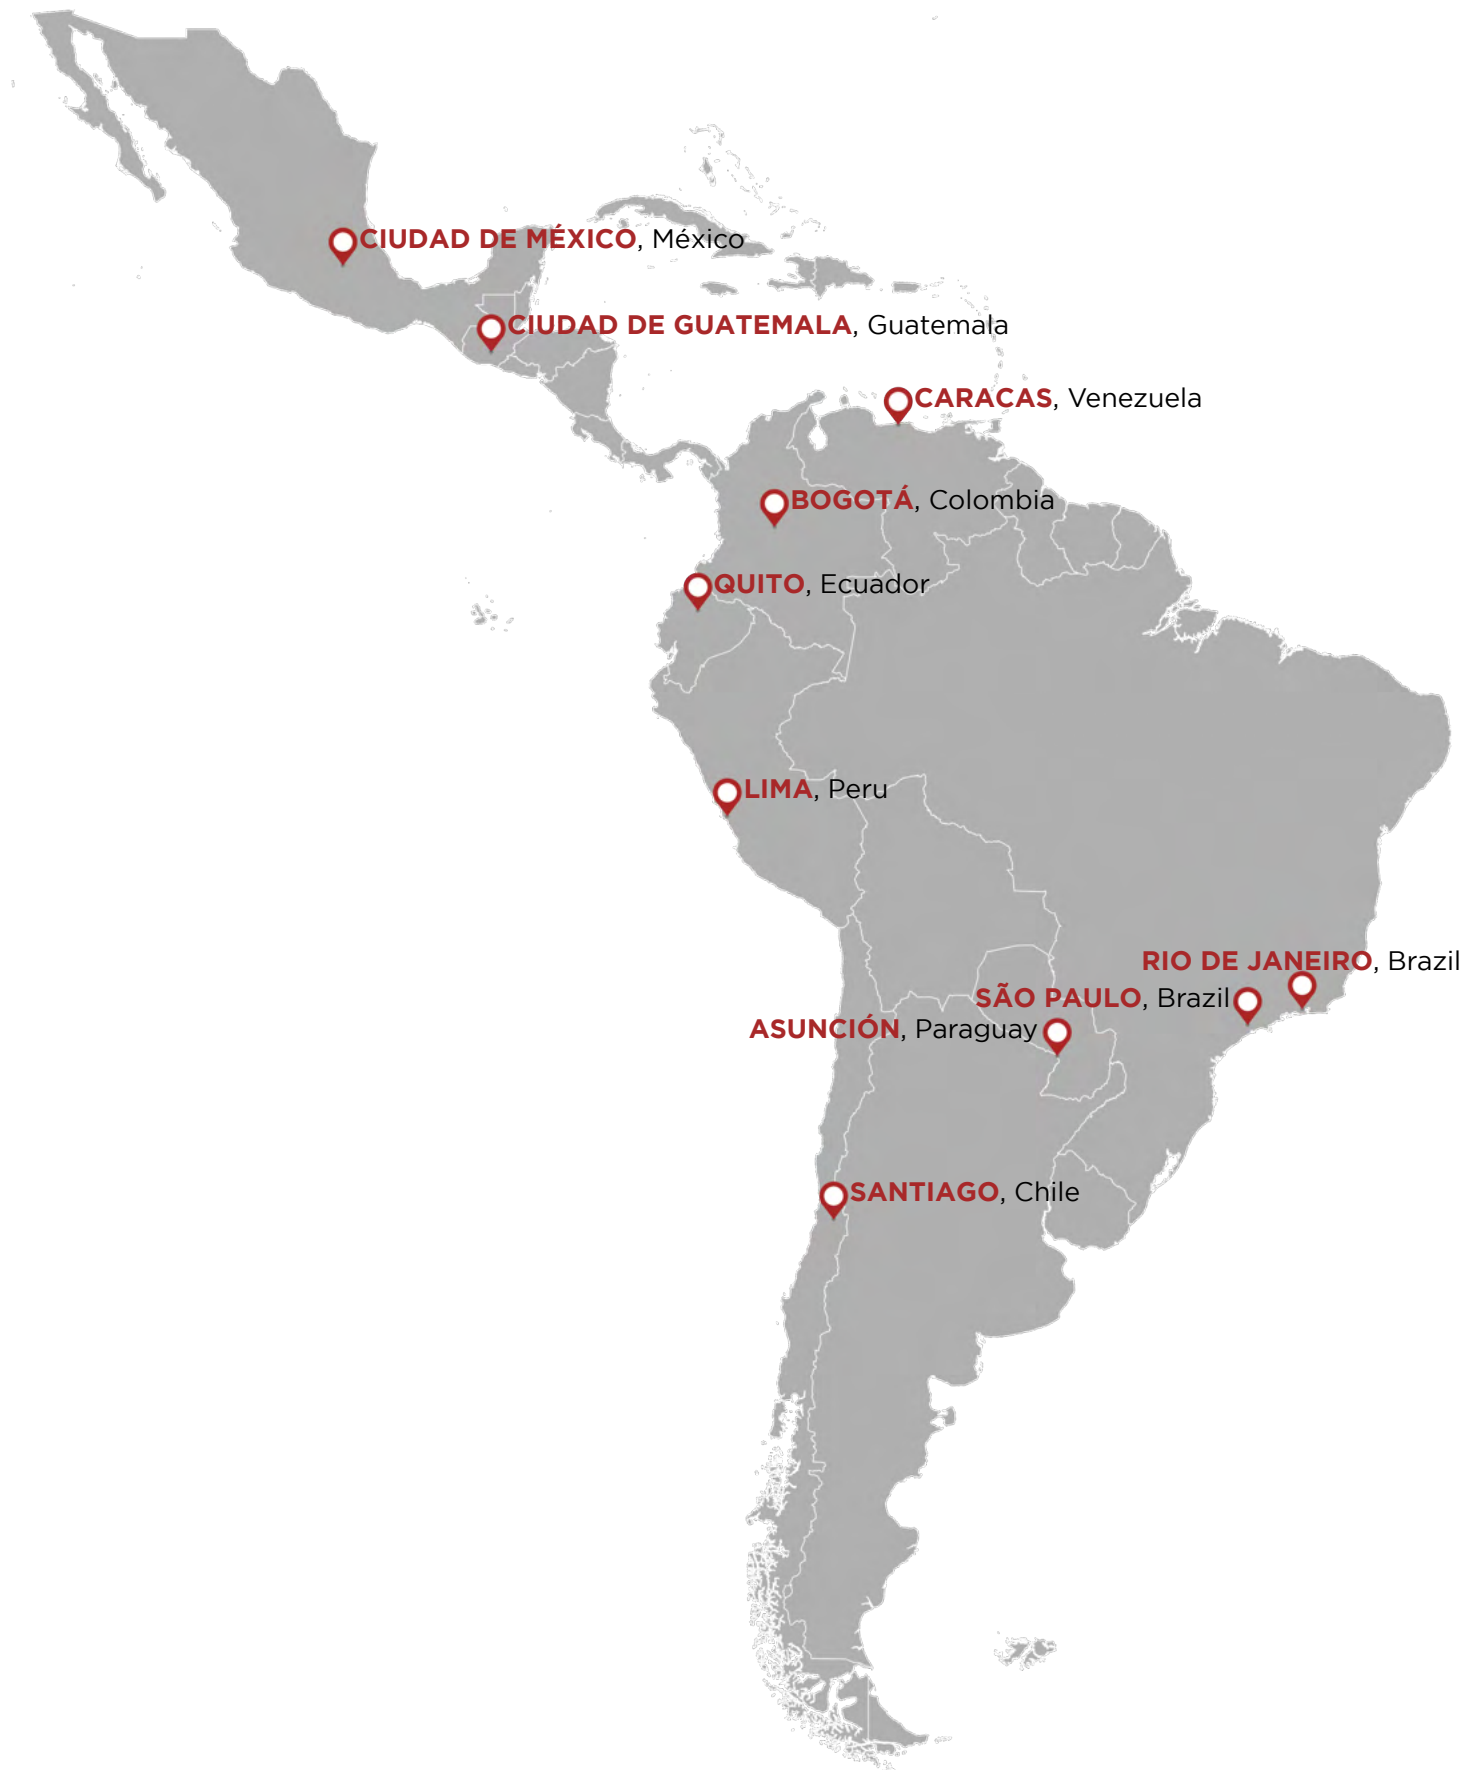 CIUDAD DE MÉXICO, México
CIUDAD DE GUATEMALA, Guatemala
CARACAS, Venezuela
BOGOTÁ, Colombia
QUITO, Ecuador
LIMA, Peru
RIO DE JANEIRO, Brazil
SÃO PAULO, Brazil
ASUNCIÓN, Paraguay
SANTIAGO, Chile